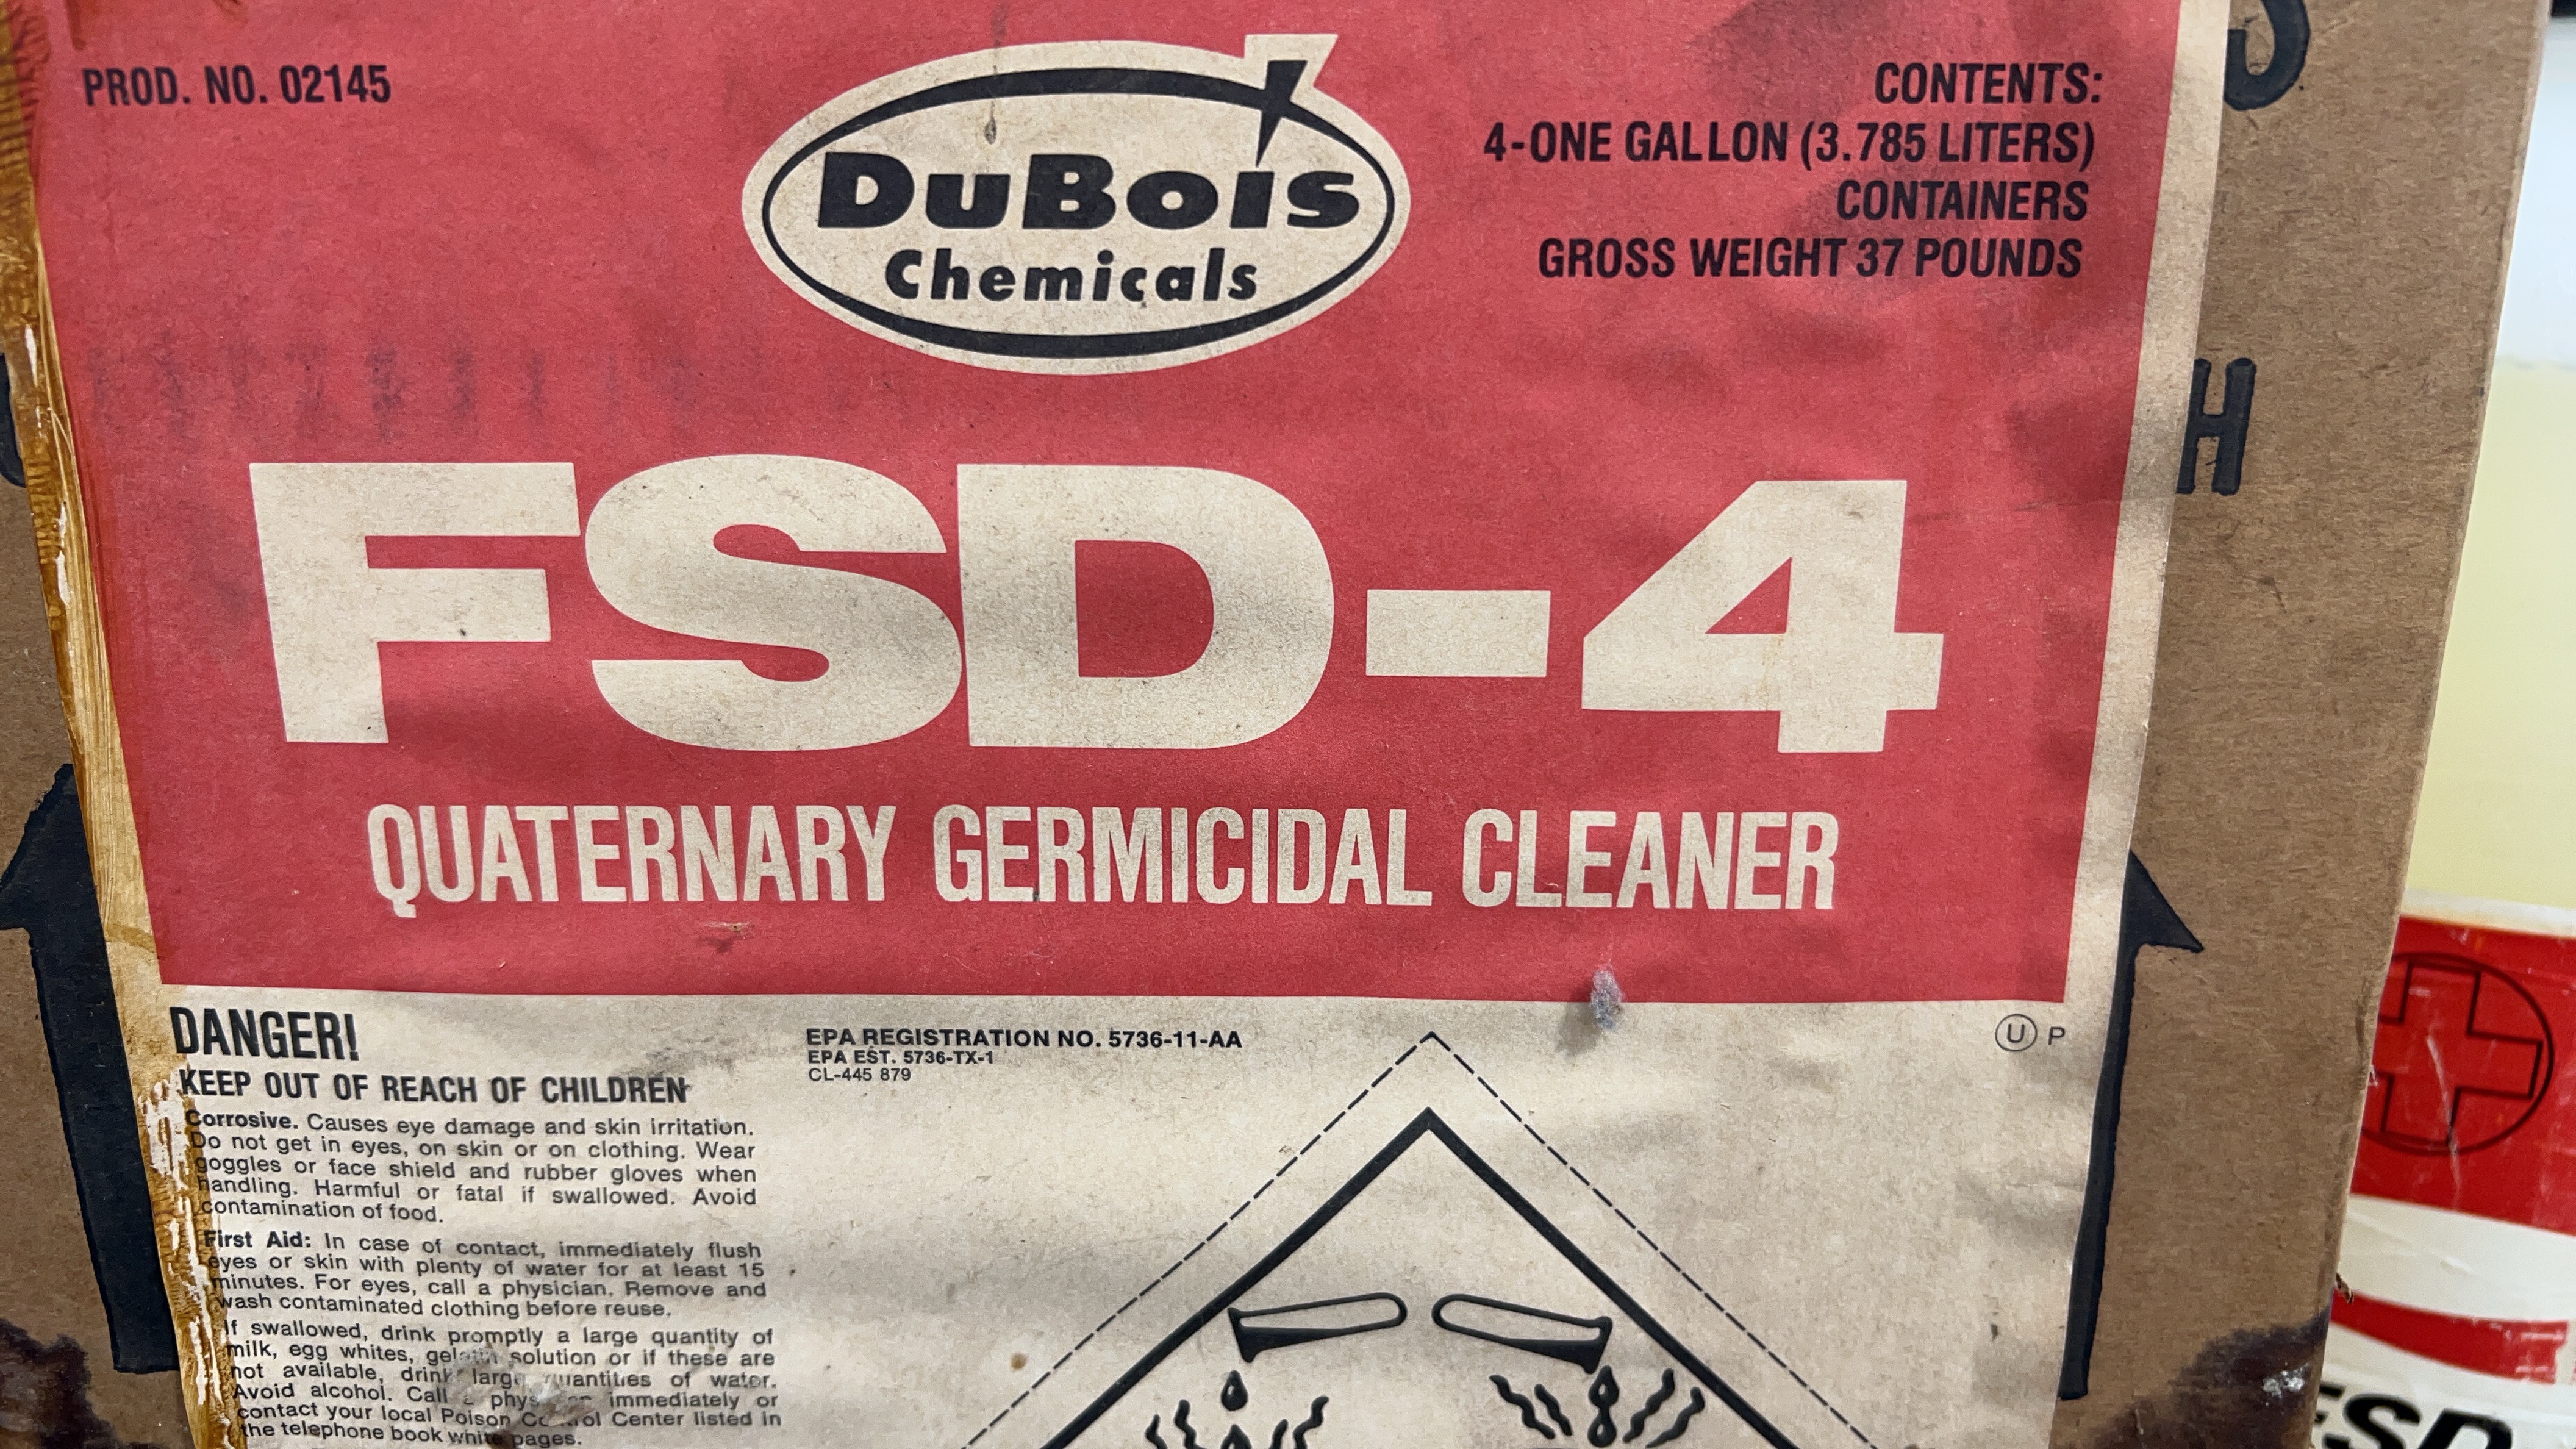 PROD. NO. 02145
DuBois
Chemicals
CONTENTS:
4-ONE GALLON (3.785 LITERS)
CONTAINERS
GROSS WEIGHT 37 POUNDS
S
H
FSD-4
QUATERNARY GERMICIDAL CLEANER
DANGER!
KEEP OUT OF REACH OF CHILDREN
Corrosive. Causes eye damage and skin irritation.
Do not get in eyes, on skin or on clothing. Wear
goggles or face shield and rubber gloves when
handling. Harmful or fatal if swallowed. Avoid
contamination of food.
First Aid: In case of contact, immediately flush
eyes or skin with plenty of water for at least 15
minutes. For eyes, call a physician. Remove and
wash contaminated clothing before reuse.
If swallowed, drink promptly a large quantity of
milk, egg whites, gelatin solution or if these are
not available, drink large quantities of water.
Avoid alcohol. Call a immediately or
contact your local Poison Control Center listed in
the telephone book white pages.
EPA REGISTRATION NO. 5736-11-AA
EPA EST. 5736-TX-1
CL-445 879
U P
FSD